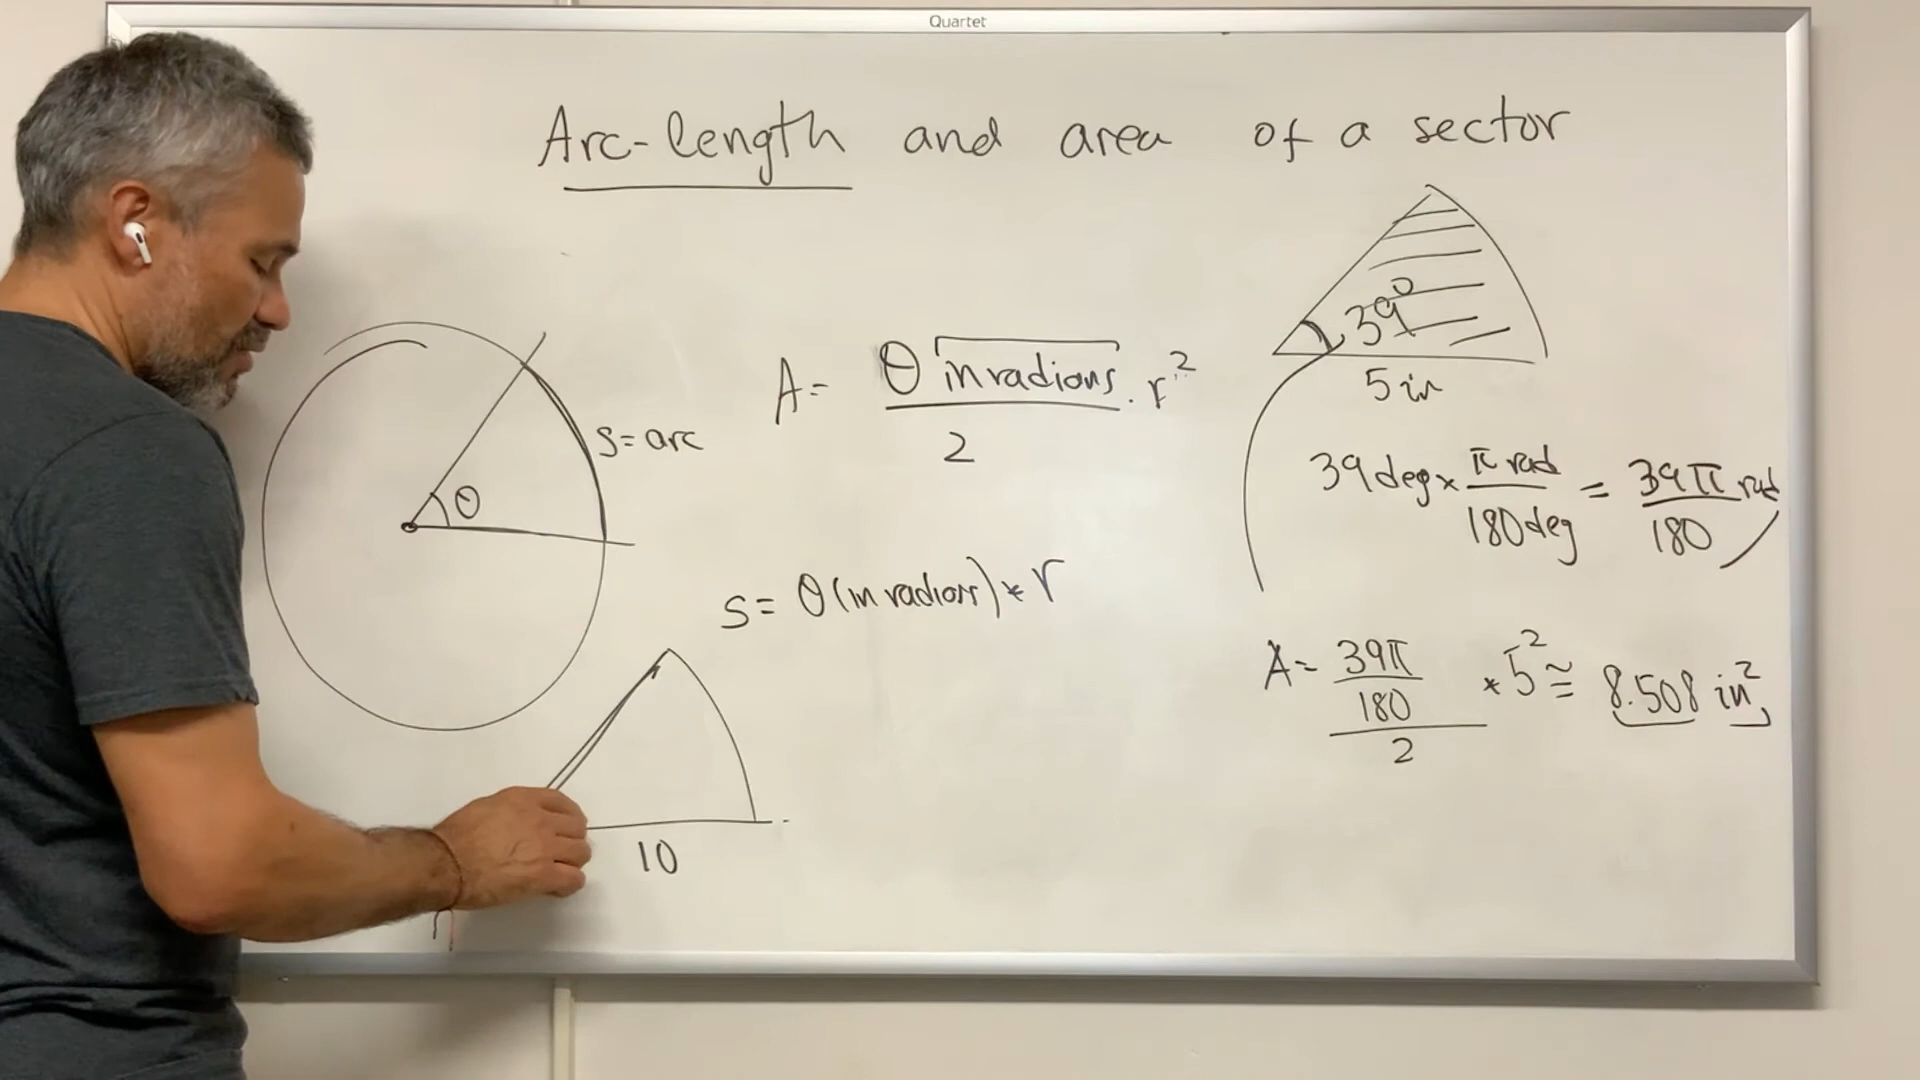 Quartet
Arc-length and area of a sector
39°
5 in
A = θ in radians / 2 . r²
θ
S = arc
39 deg × π rad / 180 deg = 39π rad / 180
S = θ (in radians) * r
A = 39π / 180 / 2 * 5² ≅ 8.508 in²
10